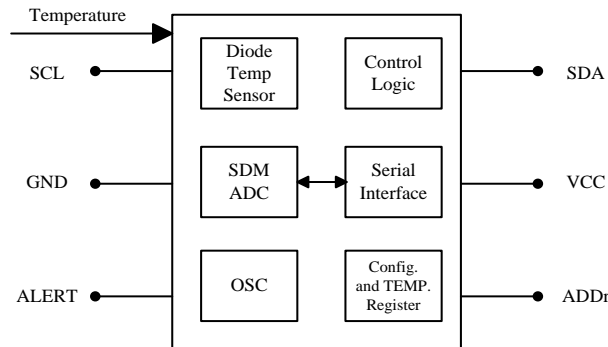 Temperature
SCL
Diode
Temp
Sensor
Control
Logic
SDA
GND
SDM
ADC
Serial
Interface
VCC
ALERT
OSC
Config.
and TEMP.
Register